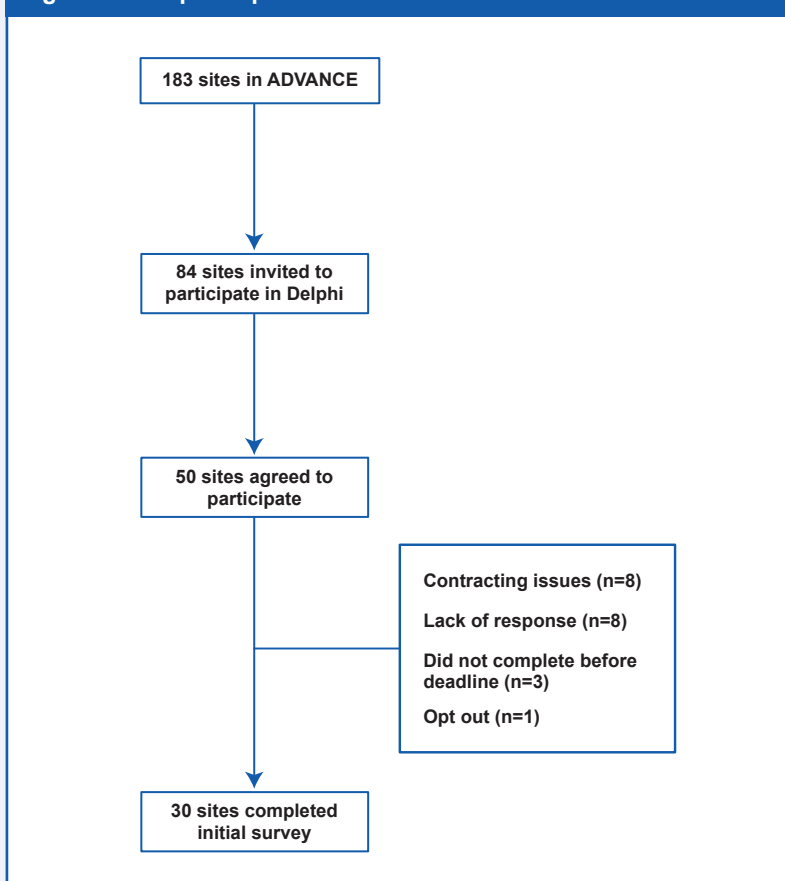 183 sites in ADVANCE
84 sites invited to
participate in Delphi
50 sites agreed to
participate
Contracting issues (n=8)
Lack of response (n=8)
Did not complete before
deadline (n=3)
Opt out (n=1)
30 sites completed
initial survey